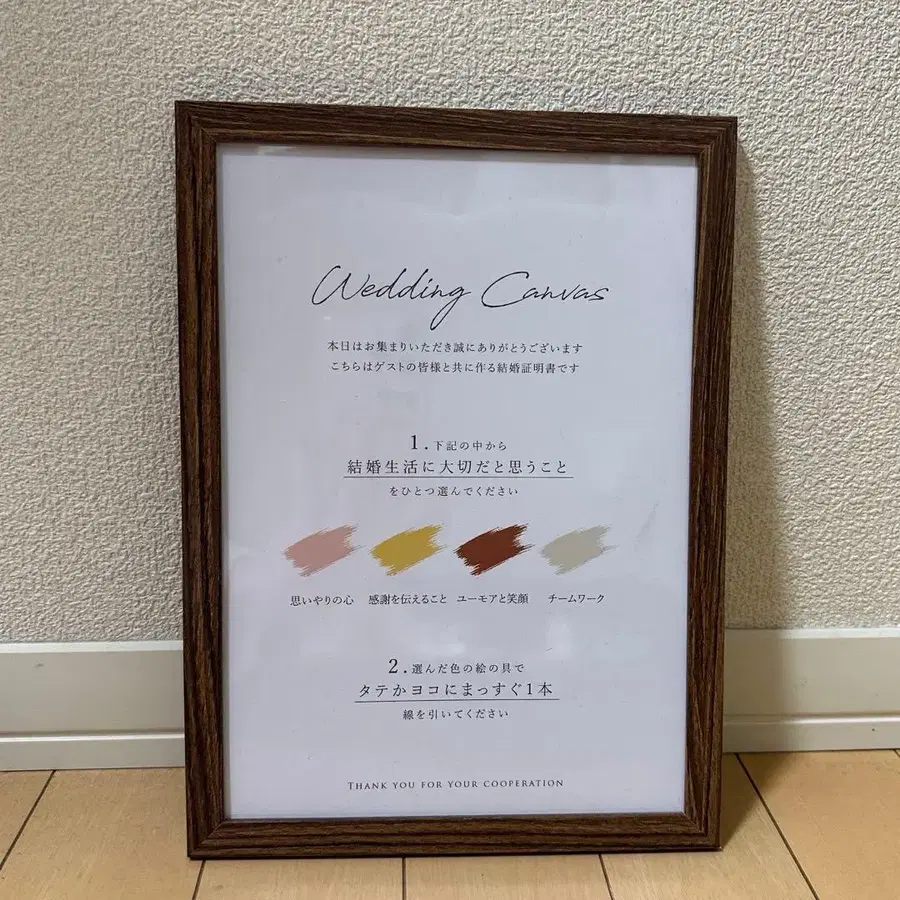 Wedding Canvas
本日はお集まりいただき誠にありがとうございます
こちらはゲストの皆様と共に作る結婚証明書です
1.下記の中から
結婚生活に大切だと思うこと
をひとつ選んでください
思いやりの心 感謝を伝えること ユーモアと笑顔 チームワーク
2.選んだ色の絵の具で
タテかヨコにまっすぐ1本
線を引いてください
THANK YOU FOR YOUR COOPERATION